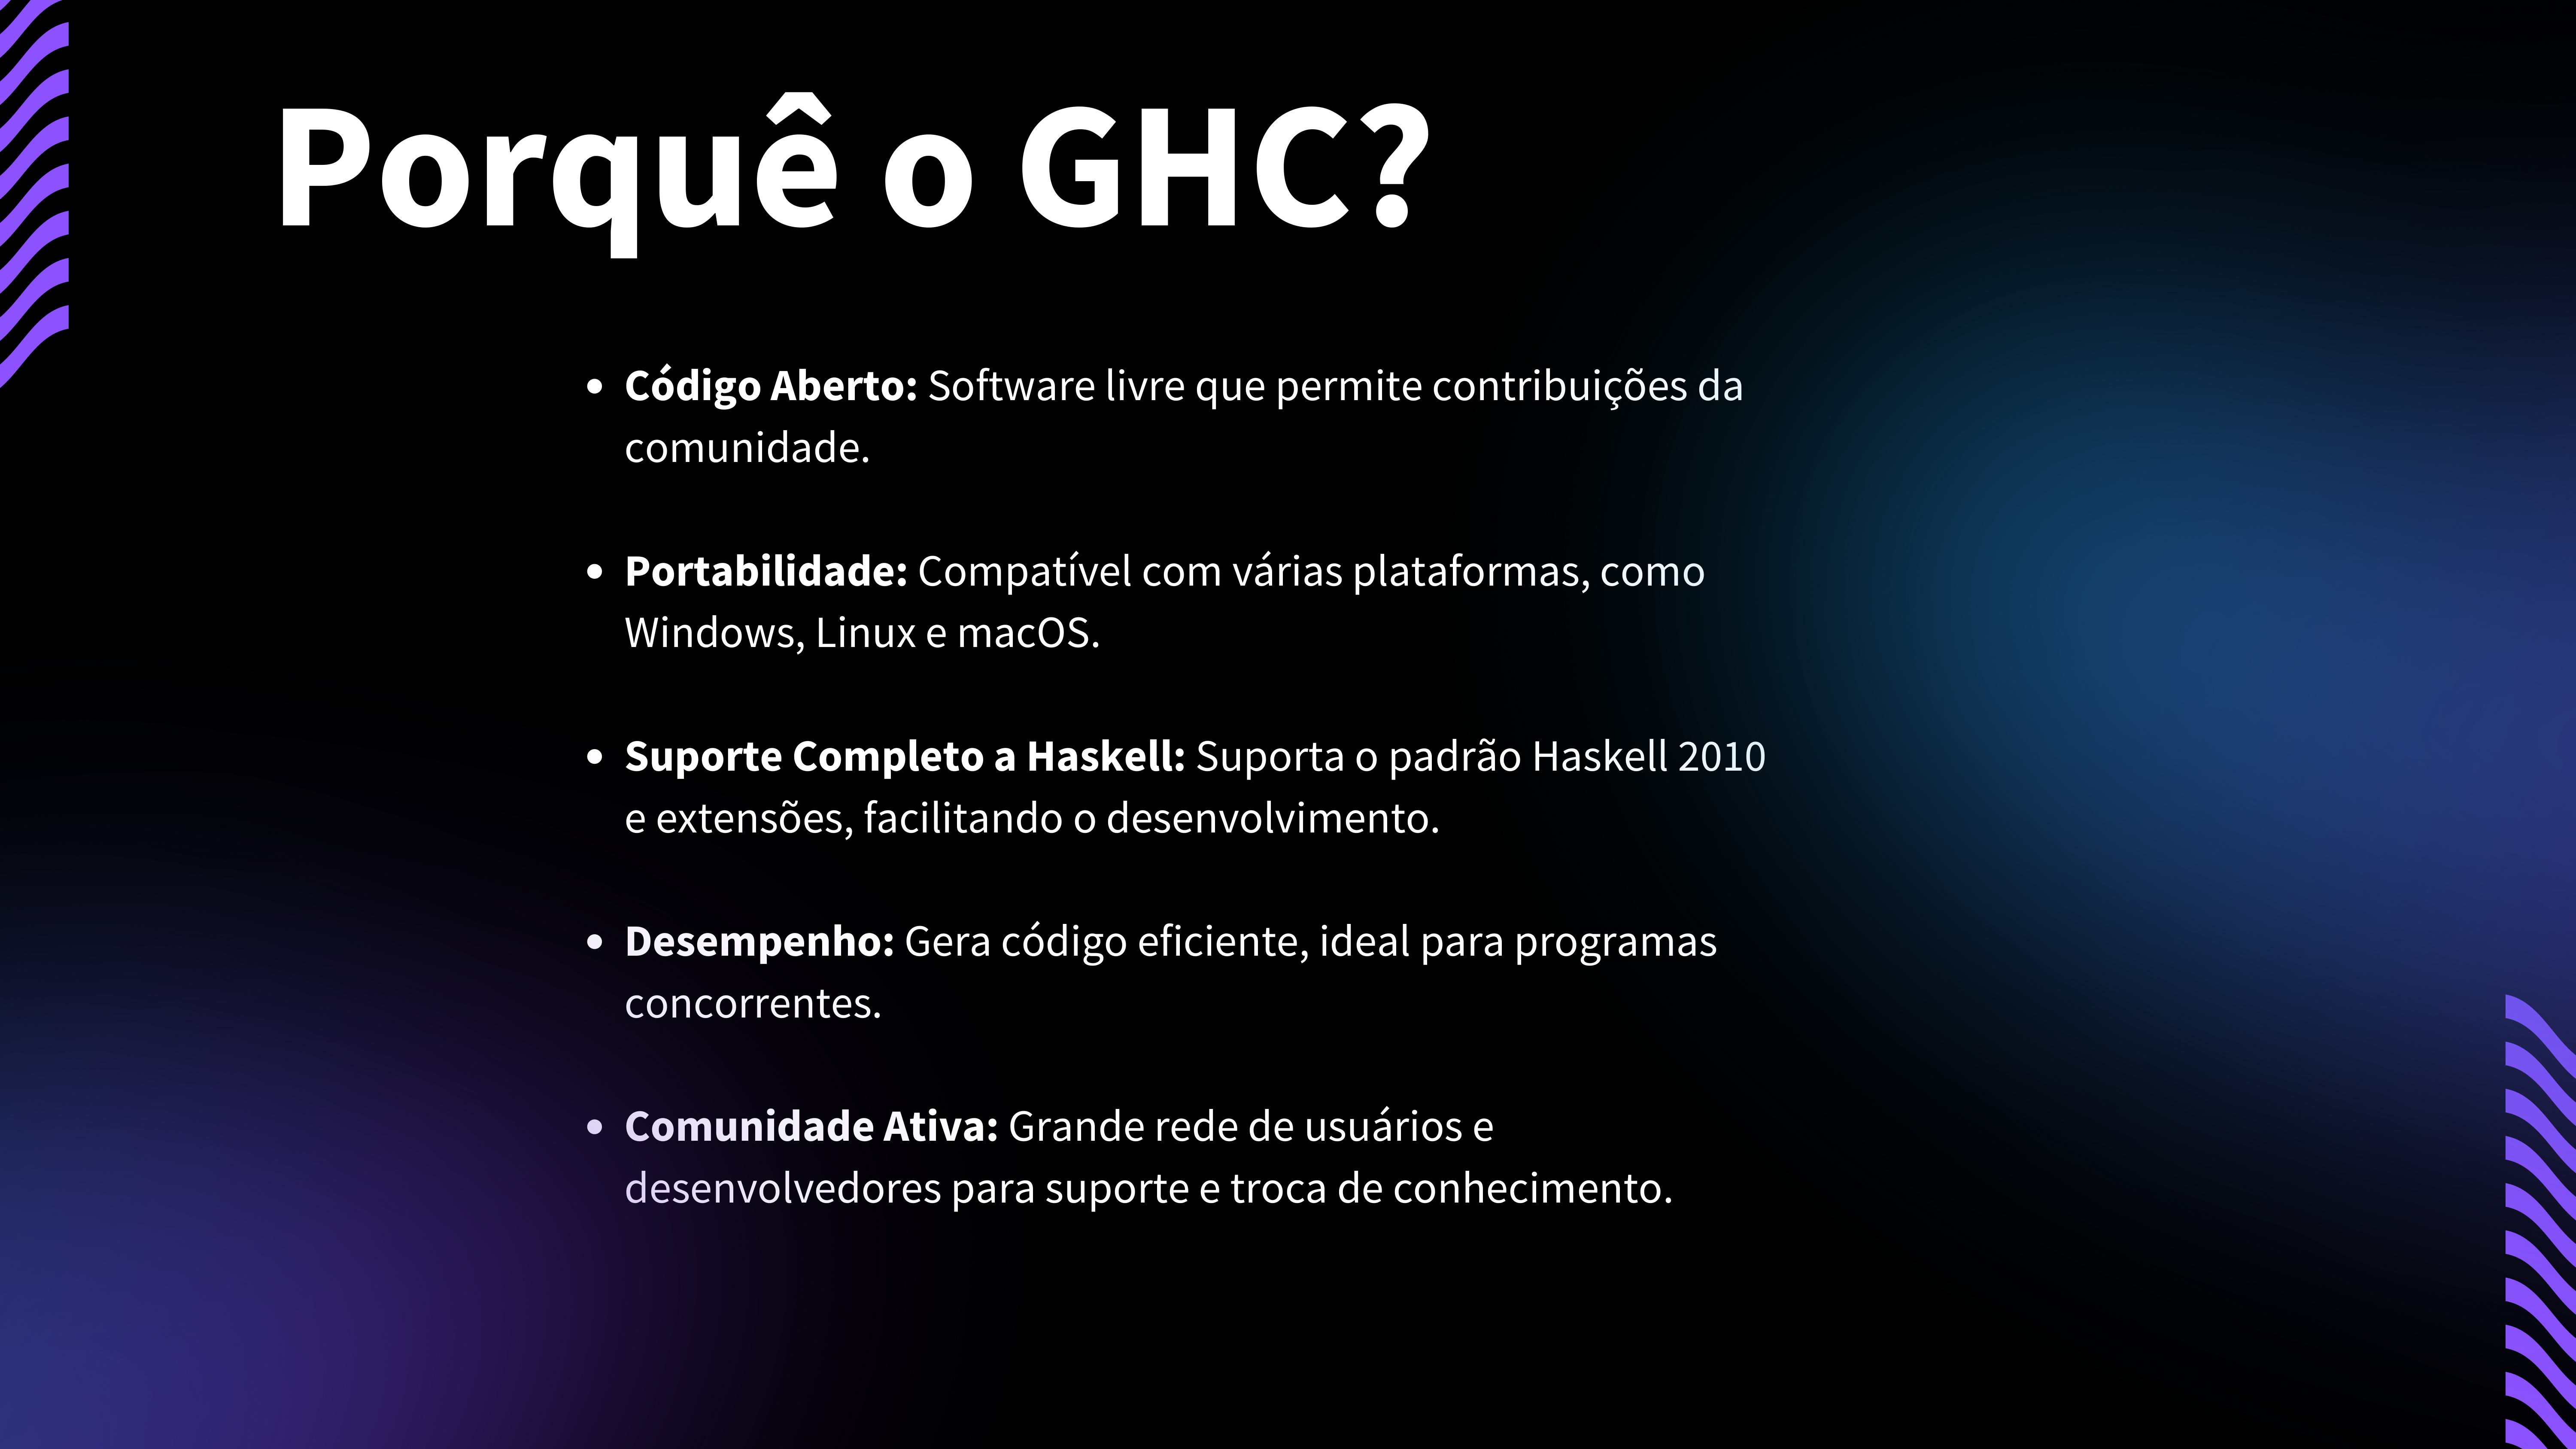 Porquê o GHC?
• Código Aberto: Software livre que permite contribuições da
comunidade.
• Portabilidade: Compatível com várias plataformas, como
Windows, Linux e macOS.
• Suporte Completo a Haskell: Suporta o padrão Haskell 2010
e extensões, facilitando o desenvolvimento.
• Desempenho: Gera código eficiente, ideal para programas
concorrentes.
• Comunidade Ativa: Grande rede de usuários e
desenvolvedores para suporte e troca de conhecimento.